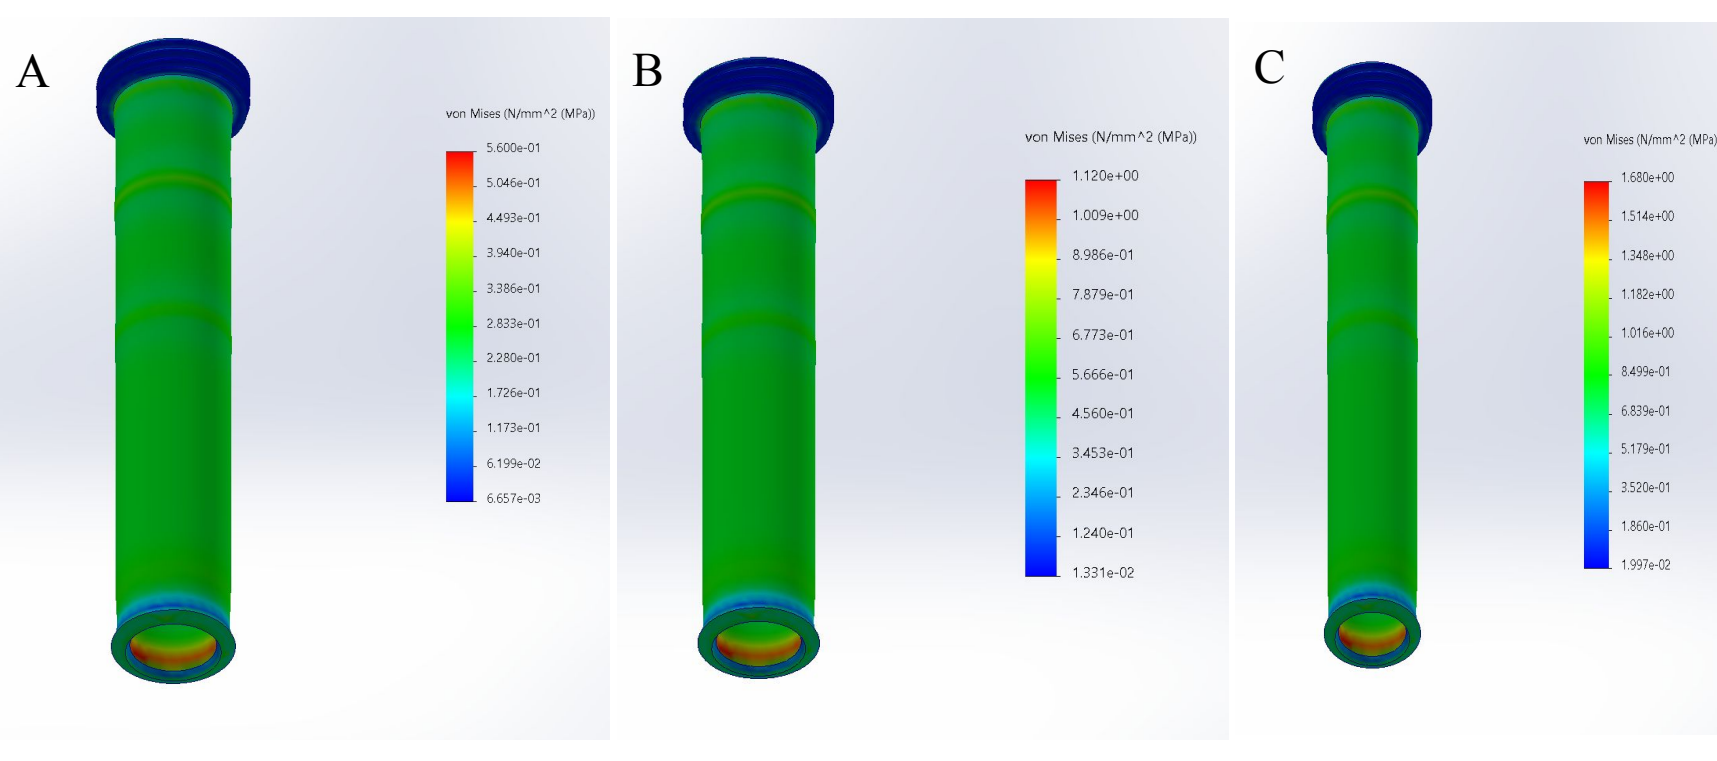 A
von Mises (N/mm^2 (MPa))
5.600e-01
5.046e-01
4.493e-01
3.940e-01
3.386e-01
2.833e-01
2.280e-01
1.726e-01
1.173e-01
6.199e-02
6.657e-03
B
von Mises (N/mm^2 (MPa))
1.120e+00
1.009e+00
8.986e-01
7.879e-01
6.773e-01
5.666e-01
4.560e-01
3.453e-01
2.346e-01
1.240e-01
1.331e-02
C
von Mises (N/mm^2 (MPa)
1.680e+00
1.514e+00
1.348e+00
1.182e+00
1.016e+00
8.499e-01
6.839e-01
5.179e-01
3.520e-01
1.860e-01
1.997e-02